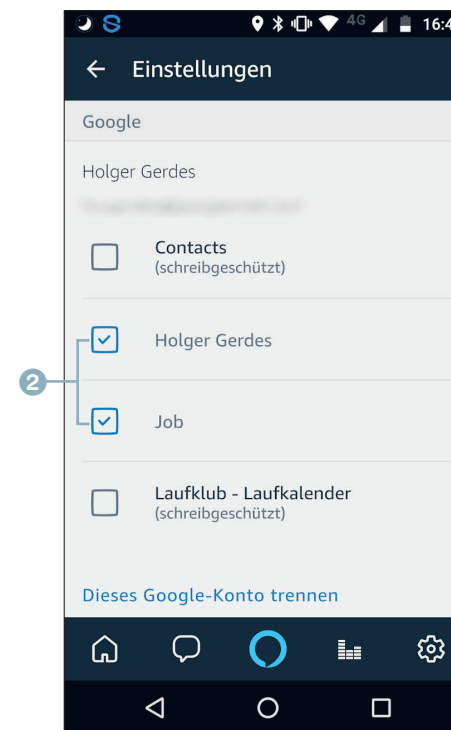 4G 16:4
Einstellungen
Google
Holger Gerdes
Contacts
(schreibgeschützt)
Holger Gerdes
2
Job
Laufklub - Laufkalender
(schreibgeschützt)
Dieses Google-Konto trennen